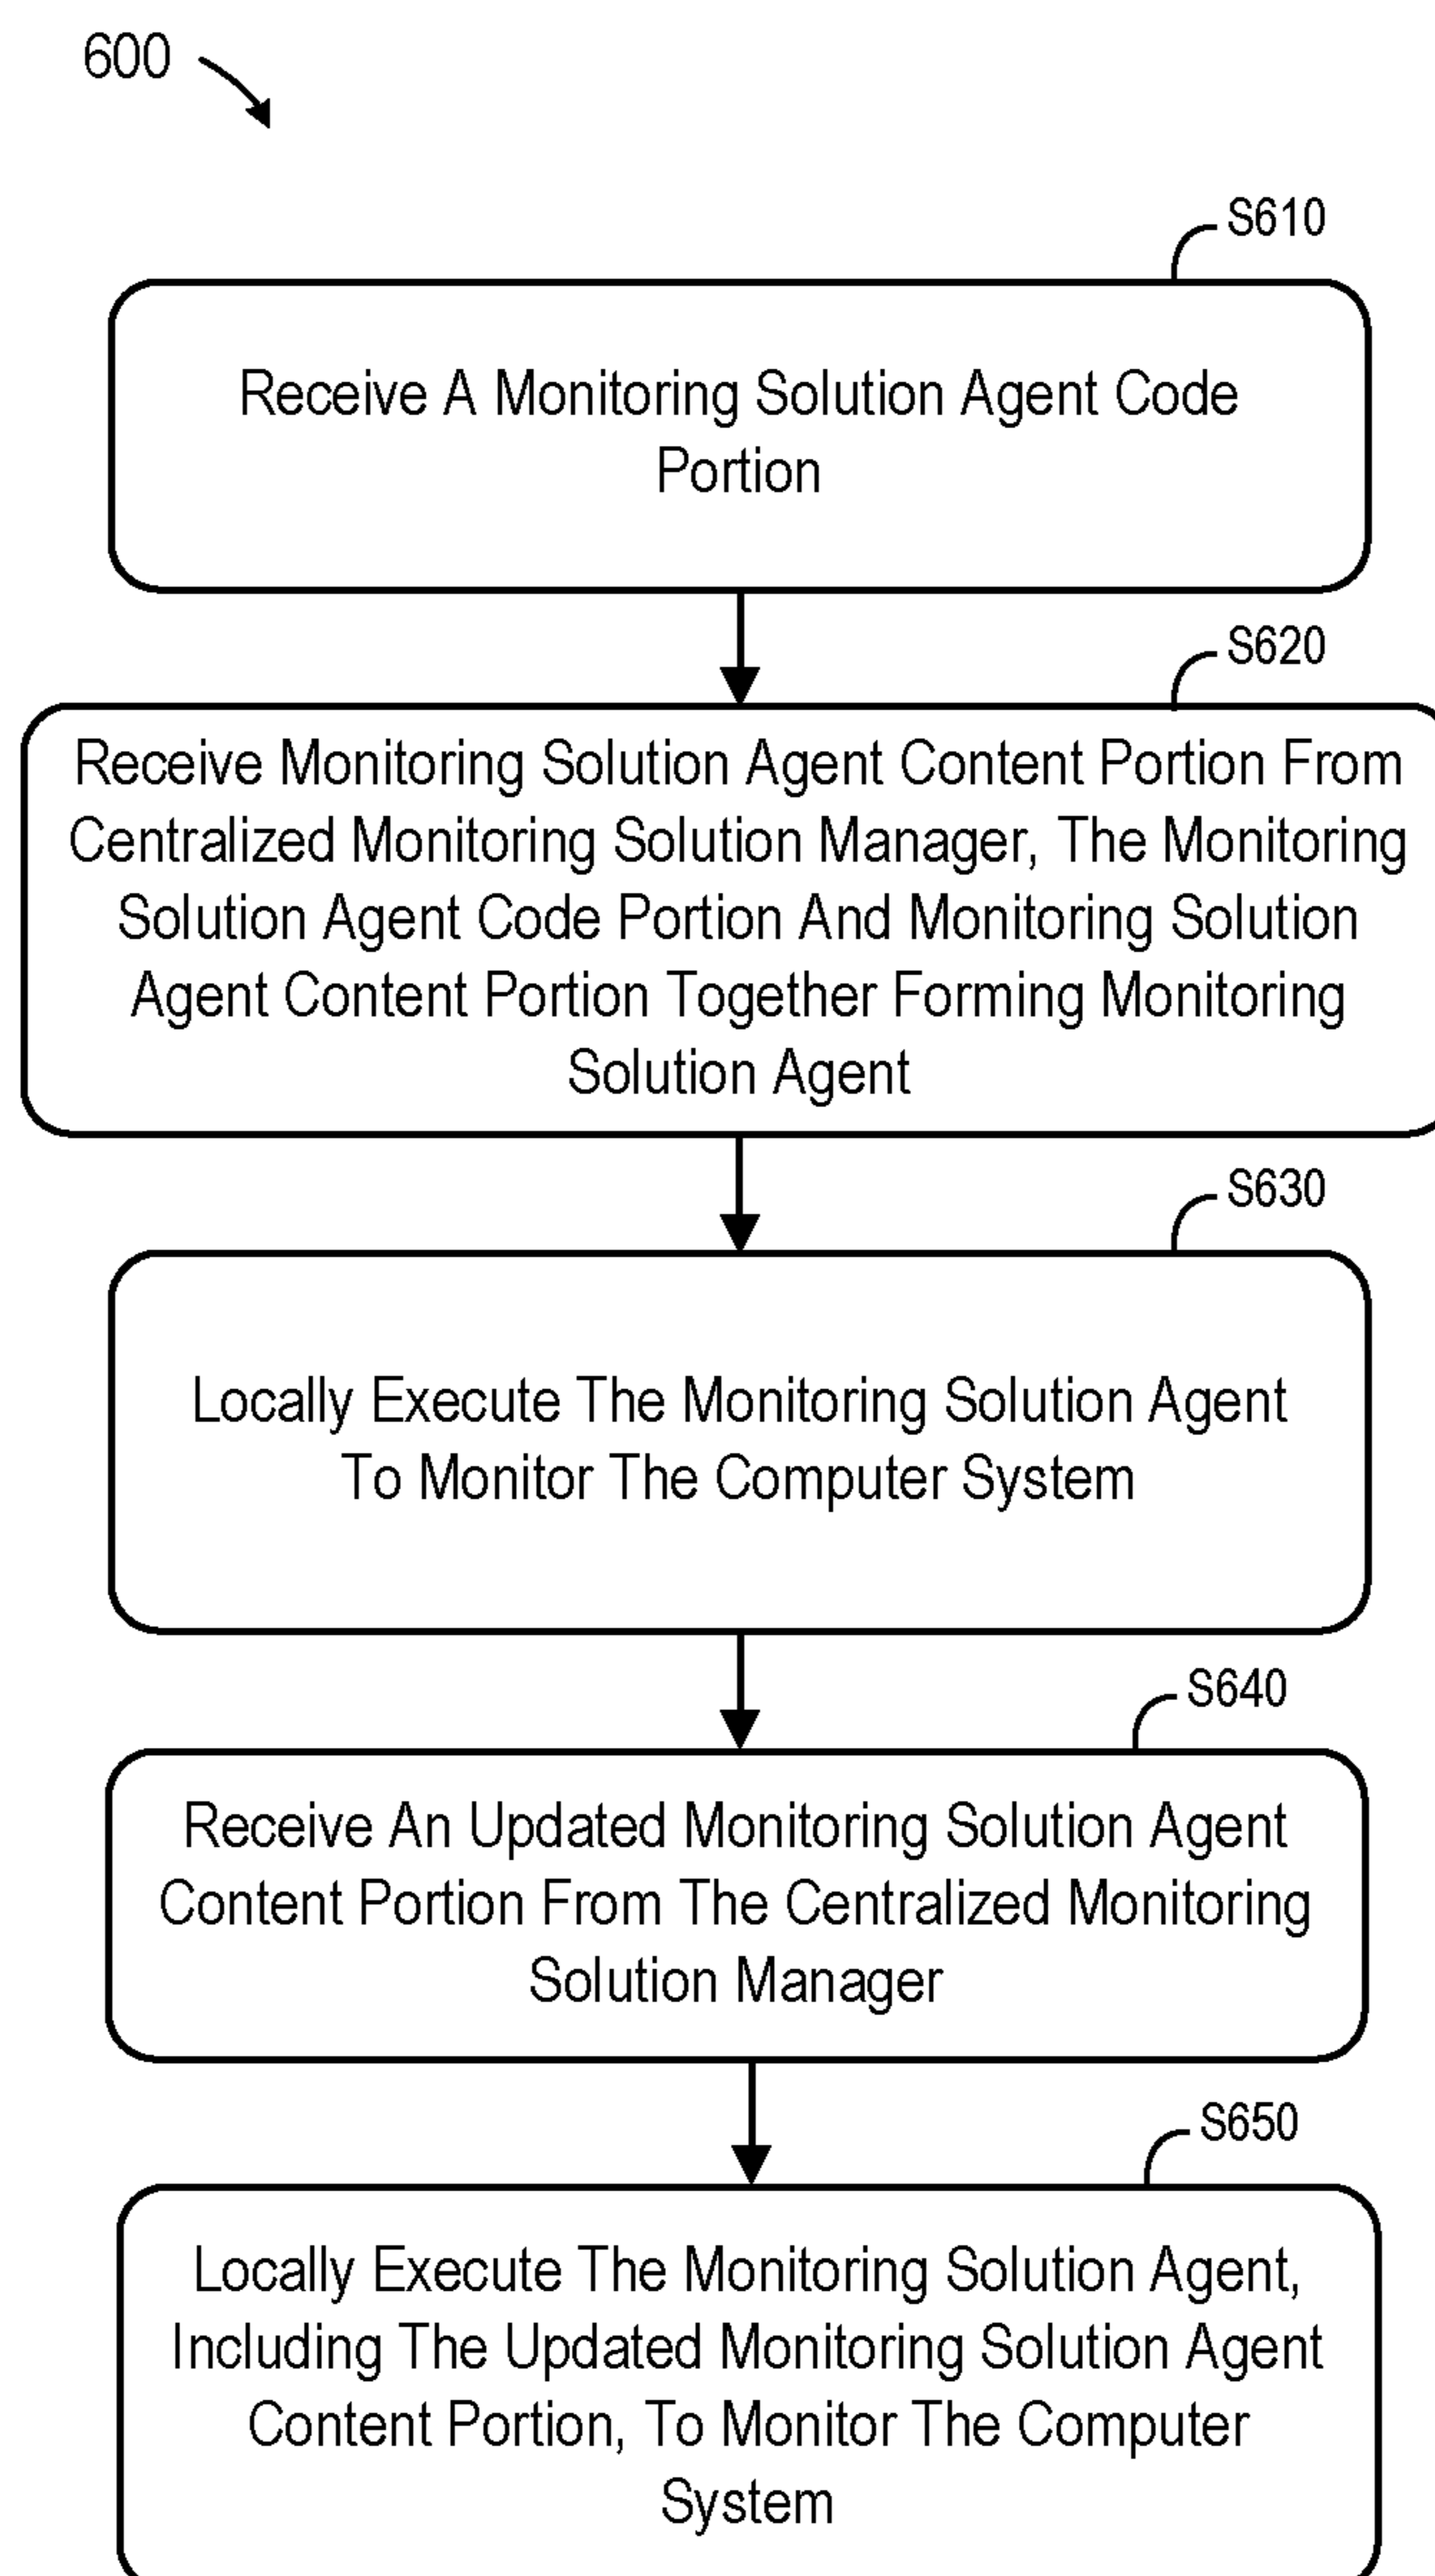 600
S610
Receive A Monitoring Solution Agent Code
Portion
S620
Receive Monitoring Solution Agent Content Portion From
Centralized Monitoring Solution Manager, The Monitoring
Solution Agent Code Portion And Monitoring Solution
Agent Content Portion Together Forming Monitoring
Solution Agent
S630
Locally Execute The Monitoring Solution Agent
To Monitor The Computer System
S640
Receive An Updated Monitoring Solution Agent
Content Portion From The Centralized Monitoring
Solution Manager
S650
Locally Execute The Monitoring Solution Agent,
Including The Updated Monitoring Solution Agent
Content Portion, To Monitor The Computer
System